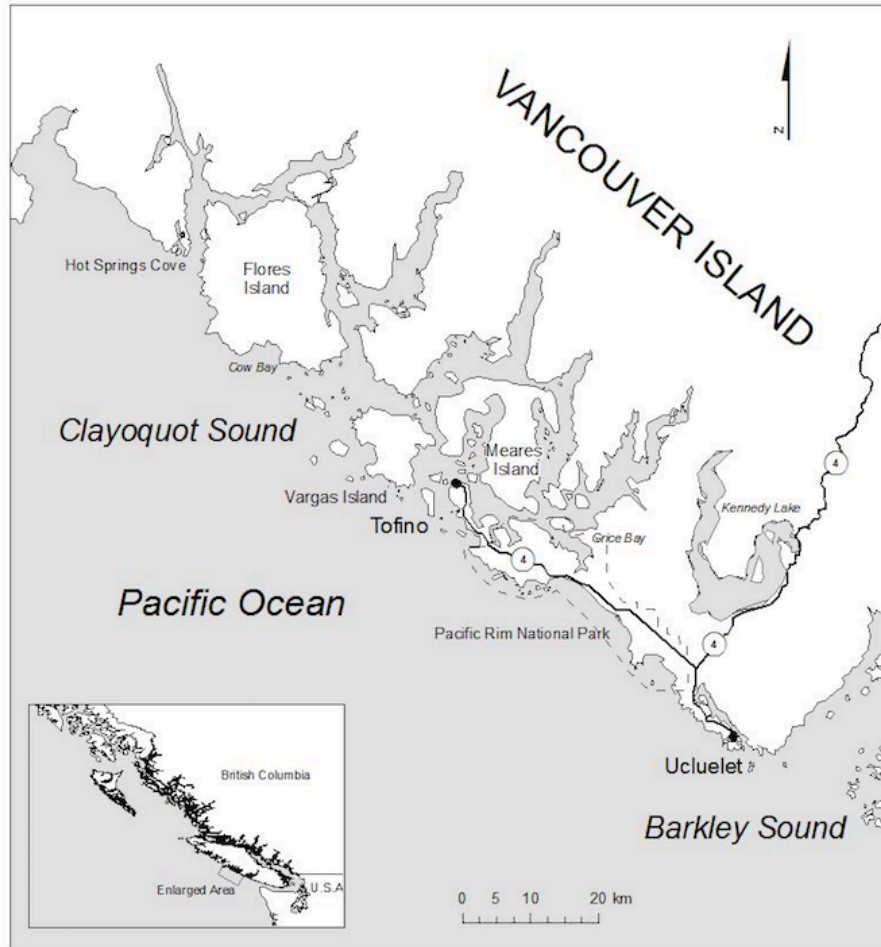 N
VANCOUVER ISLAND
Hot Springs Cove
Flores
Island
Cow Bay
Clayoquot Sound
Meares
Island
4
Vargas Island
Kennedy Lake
Tofino
Grice Bay
4
Pacific Ocean
Pacific Rim National Park
4
Ucluelet
British Columbia
Barkley Sound
Enlarged Area
U.S.A
0 5 10 20 km